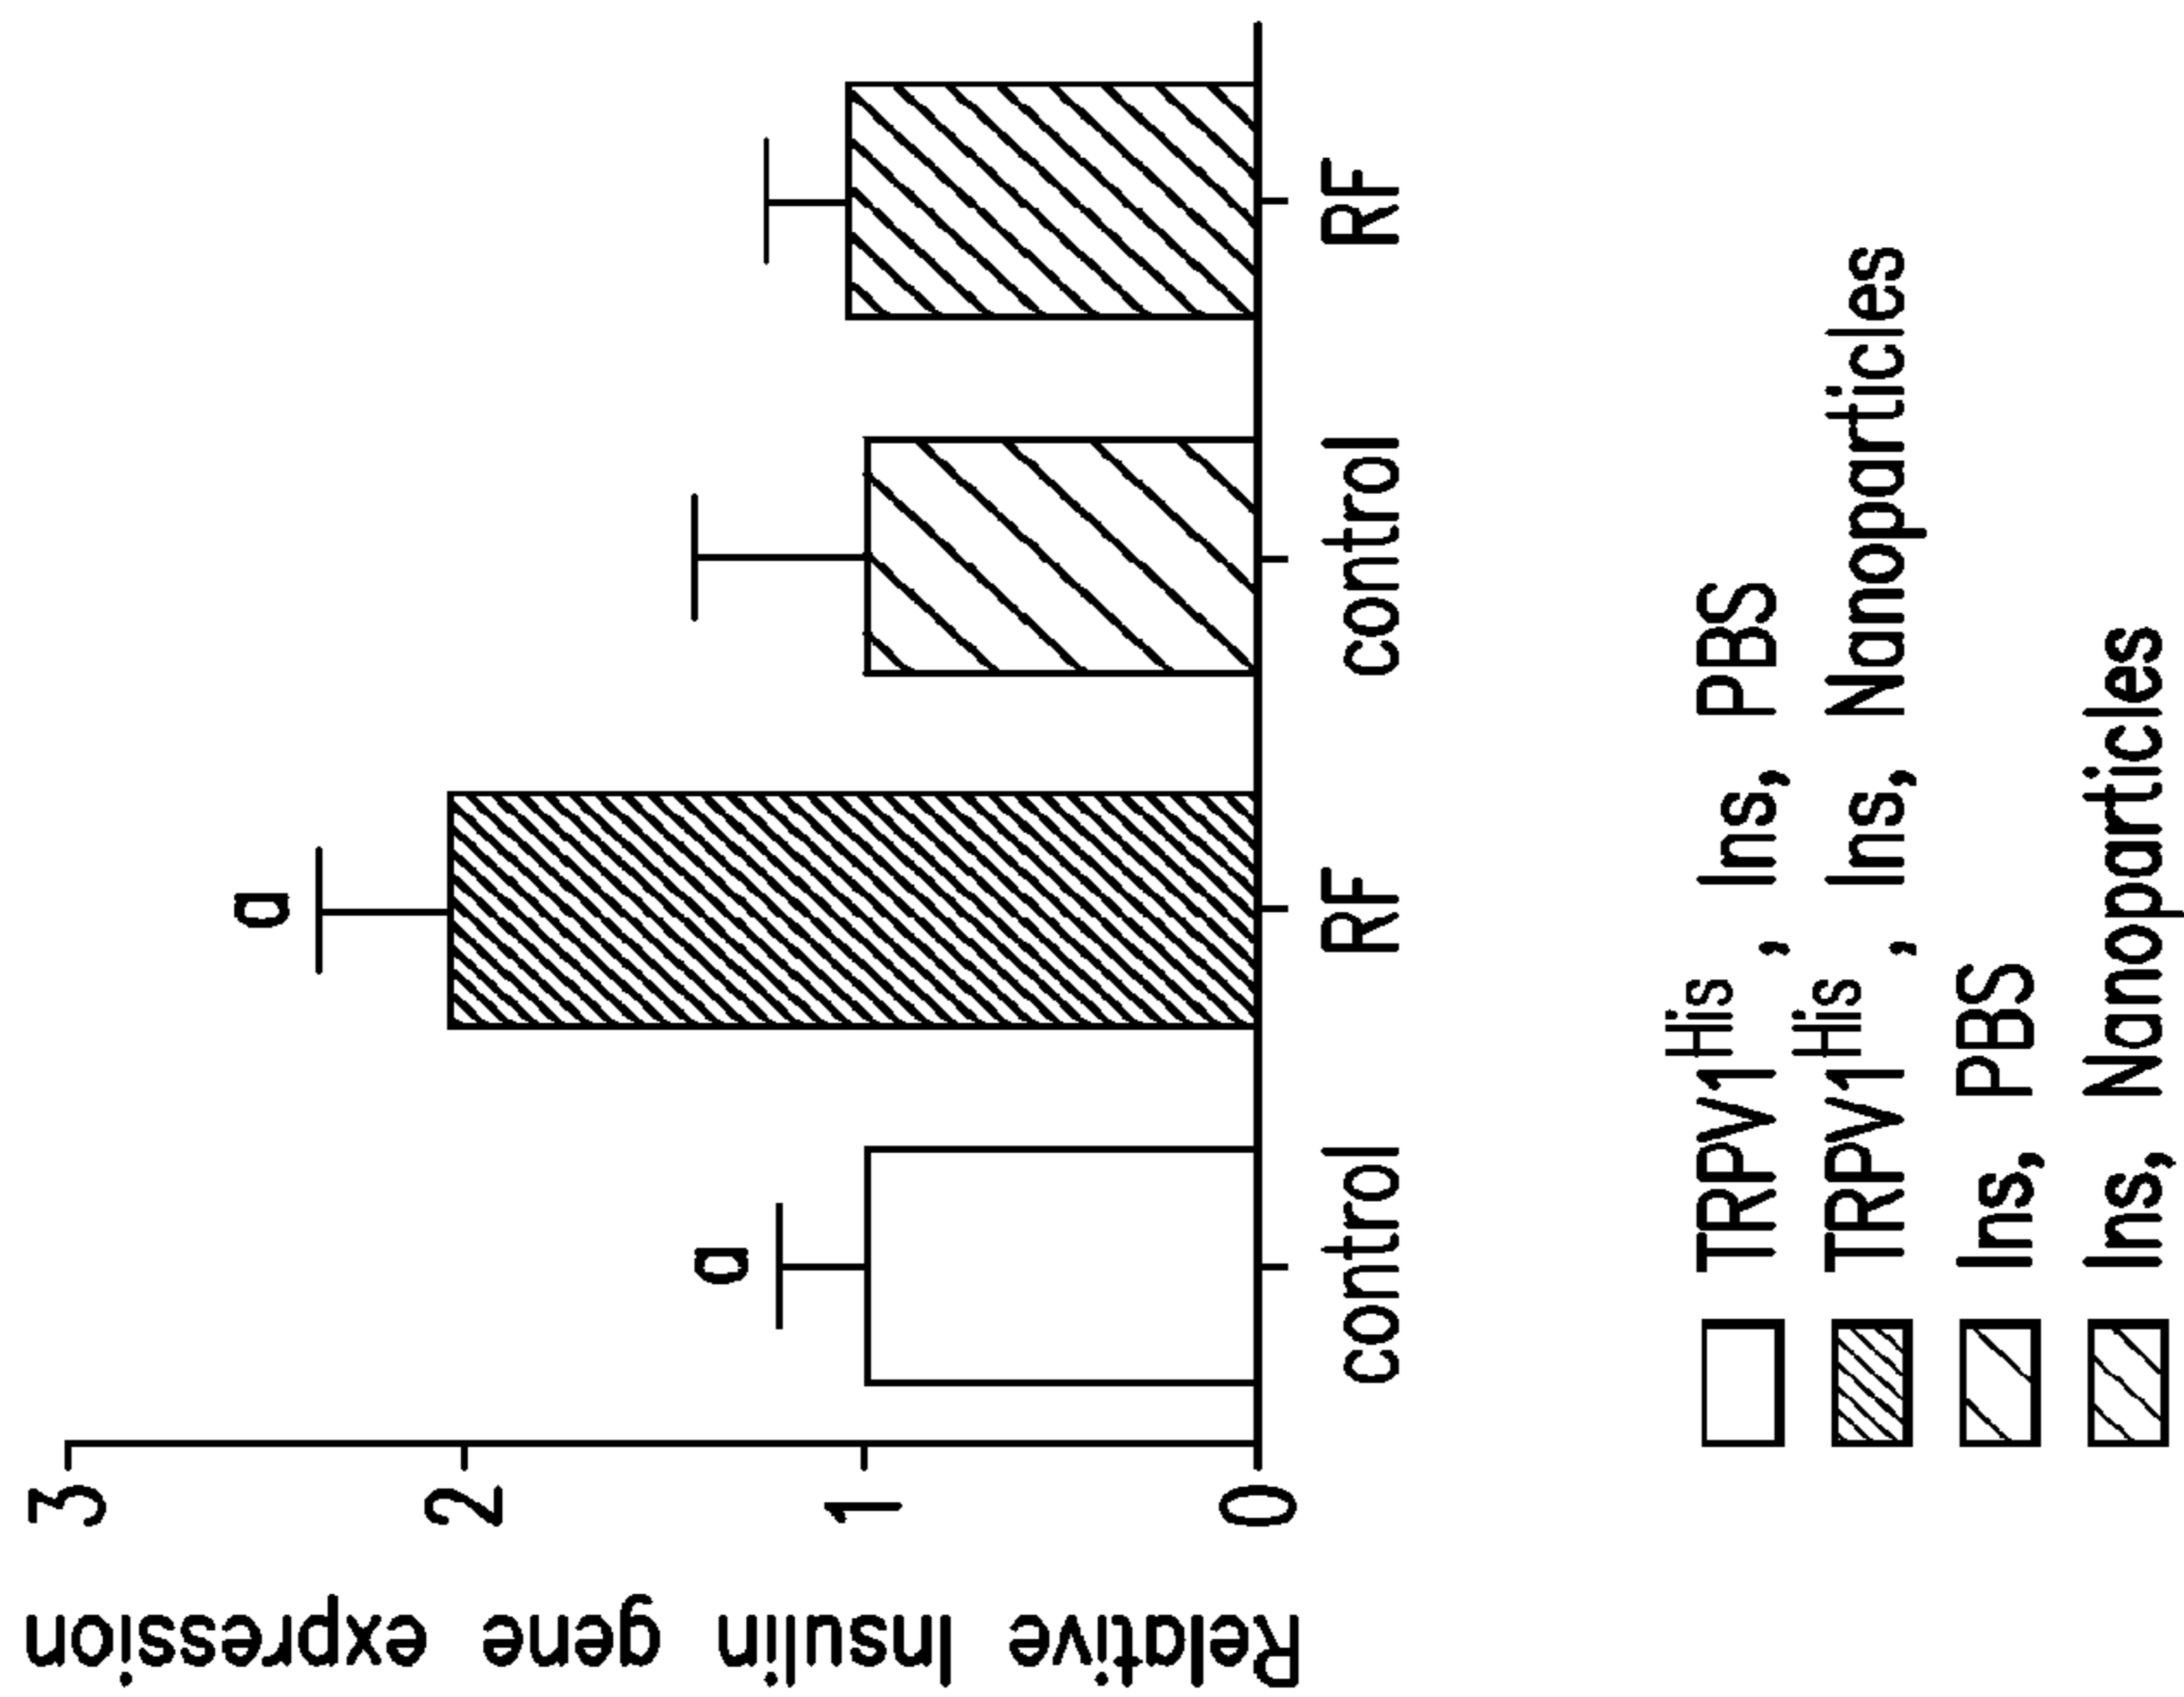 Relative Insulin gene expression
3
2
1
0
a
a
control
RF
control
RF
TRPV1His, Ins, PBS
TRPV1His, Ins, Nanoparticles
Ins, PBS
Ins, Nanoparticles